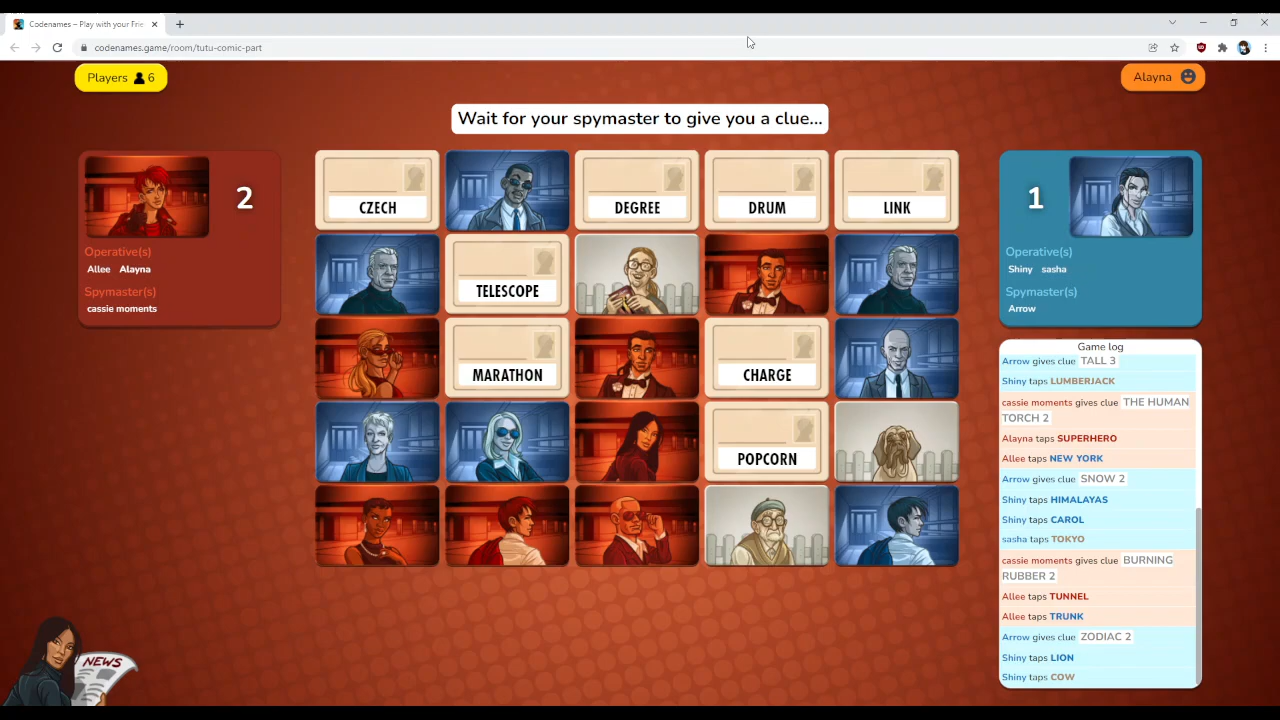 Codenames – Play with your Frie
codenames.game/room/tutu-comic-part
Players 6
Alayna
Wait for your spymaster to give you a clue...
2
Operative(s)
Allee Alayna
Spymaster(s)
cassie moments
CZECH
DEGREE
DRUM
LINK
TELESCOPE
MARATHON
CHARGE
POPCORN
1
Operative(s)
Shiny sasha
Spymaster(s)
Arrow
Game log
Arrow gives clue TALL 3
Shiny taps LUMBERJACK
cassie moments gives clue THE HUMAN
TORCH 2
Alayna taps SUPERHERO
Allee taps NEW YORK
Arrow gives clue SNOW 2
Shiny taps HIMALAYAS
Shiny taps CAROL
sasha taps TOKYO
cassie moments gives clue BURNING
RUBBER 2
Allee taps TUNNEL
Allee taps TRUNK
Arrow gives clue ZODIAC 2
Shiny taps LION
Shiny taps COW
NEWS